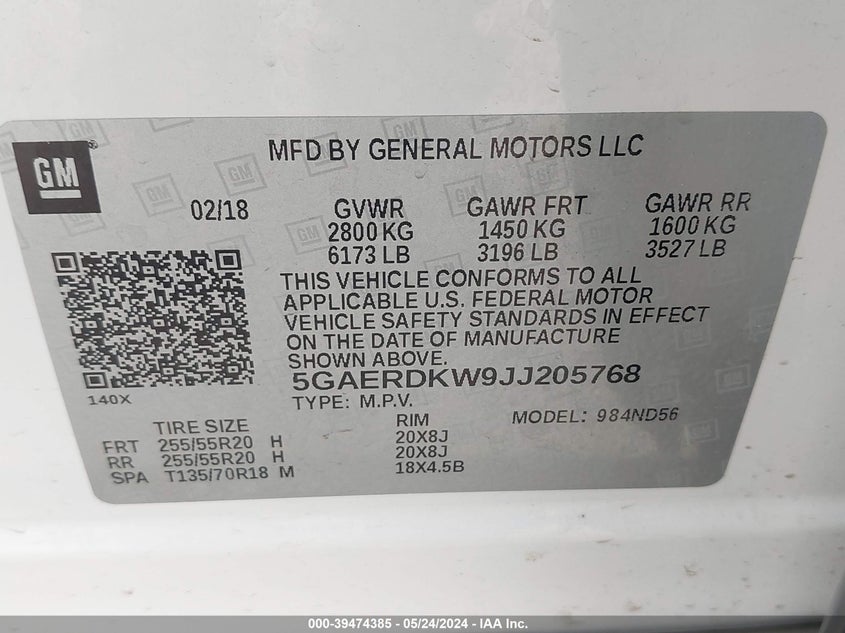 GM
MFD BY GENERAL MOTORS LLC
02/18 GVWR GAWR FRT GAWR RR
2800 KG 1450 KG 1600 KG
6173 LB 3196 LB 3527 LB
THIS VEHICLE CONFORMS TO ALL
APPLICABLE U.S. FEDERAL MOTOR
VEHICLE SAFETY STANDARDS IN EFFECT
ON THE DATE OF MANUFACTURE
SHOWN ABOVE.
5GAERDKW9JJ205768
140X
TYPE: M.P.V. MODEL: 984ND56
TIRE SIZE RIM
FRT 255/55R20 H 20X8J
RR 255/55R20 H 20X8J
SPA T135/70R18 M 18X4.5B
000-39474385 - 05/24/2024 - IAA Inc.